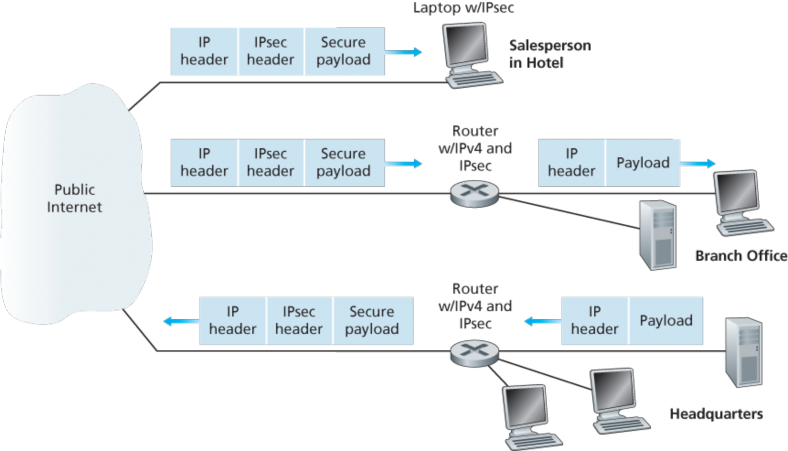 Laptop w/IPsec
IP
header
IPsec
header
Secure
payload
Salesperson
in Hotel
Public
Internet
IP
header
IPsec
header
Secure
payload
Router
w/IPv4 and
IPsec
IP
header
Payload
Branch Office
IP
header
IPsec
header
Secure
payload
Router
w/IPv4 and
IPsec
IP
header
Payload
Headquarters